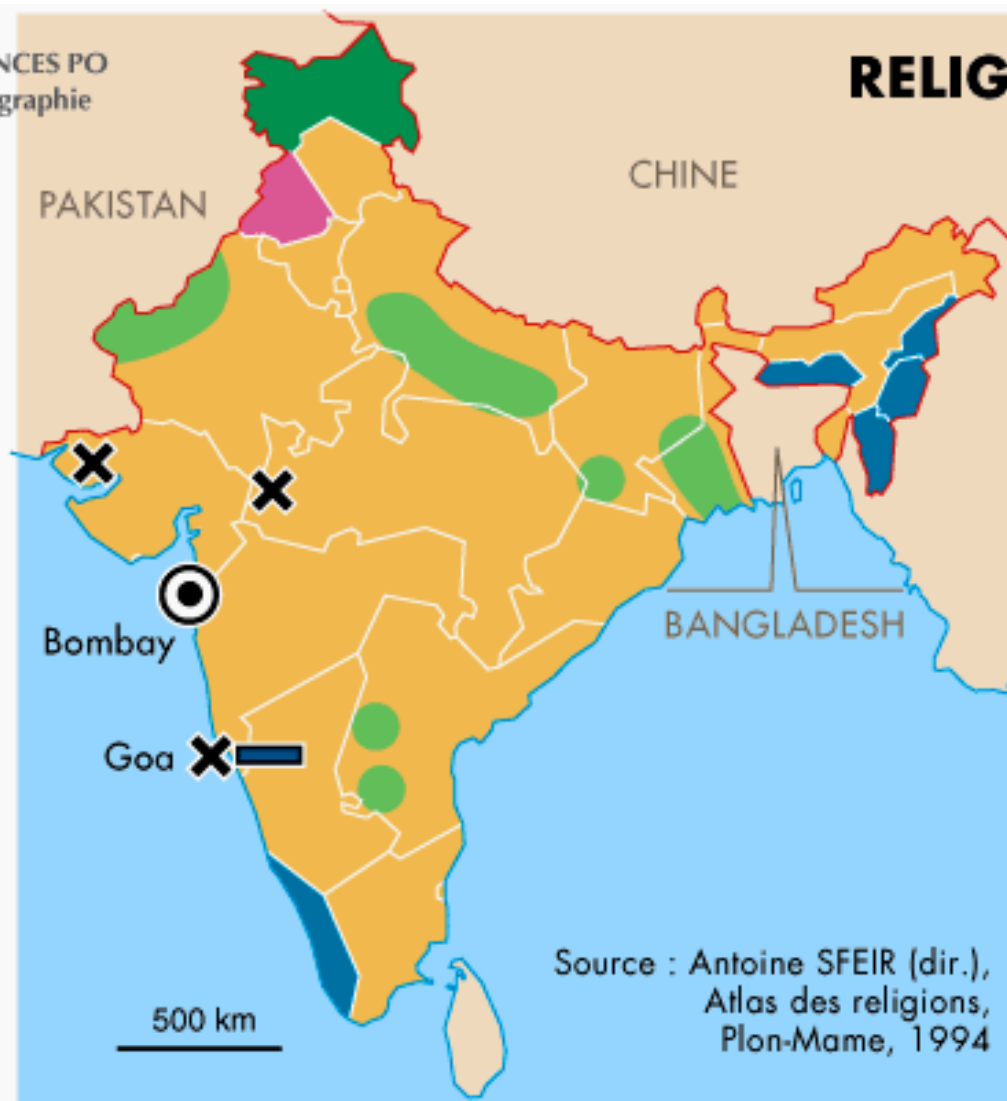 NCES PO
graphie
RELIG
CHINE
PAKISTAN
Bombay
BANGLADESH
Goa
Source : Antoine SFEIR (dir.),
Atlas des religions,
Plon-Mame, 1994
500 km